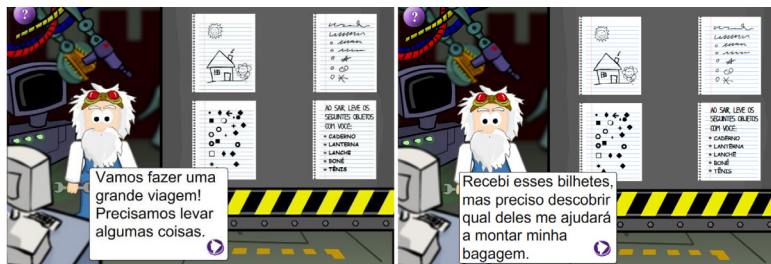 ?
AO SAIR, LEVE OS
SEGUINTES OBJETOS
COM VOCÊ:
* CADERNO
* LANTERNA
* LANCHE
* BONÉ
* TÊNIS
Vamos fazer uma
grande viagem!
Precisamos levar
algumas coisas.
?
AO SAIR, LEVE OS
SEGUINTES OBJETOS
COM VOCÊ:
* CADERNO
* LANTERNA
* LANCHE
* BONÉ
* TÊNIS
Recebi esses bilhetes,
mas preciso descobrir
qual deles me ajudará
a montar minha
bagagem.